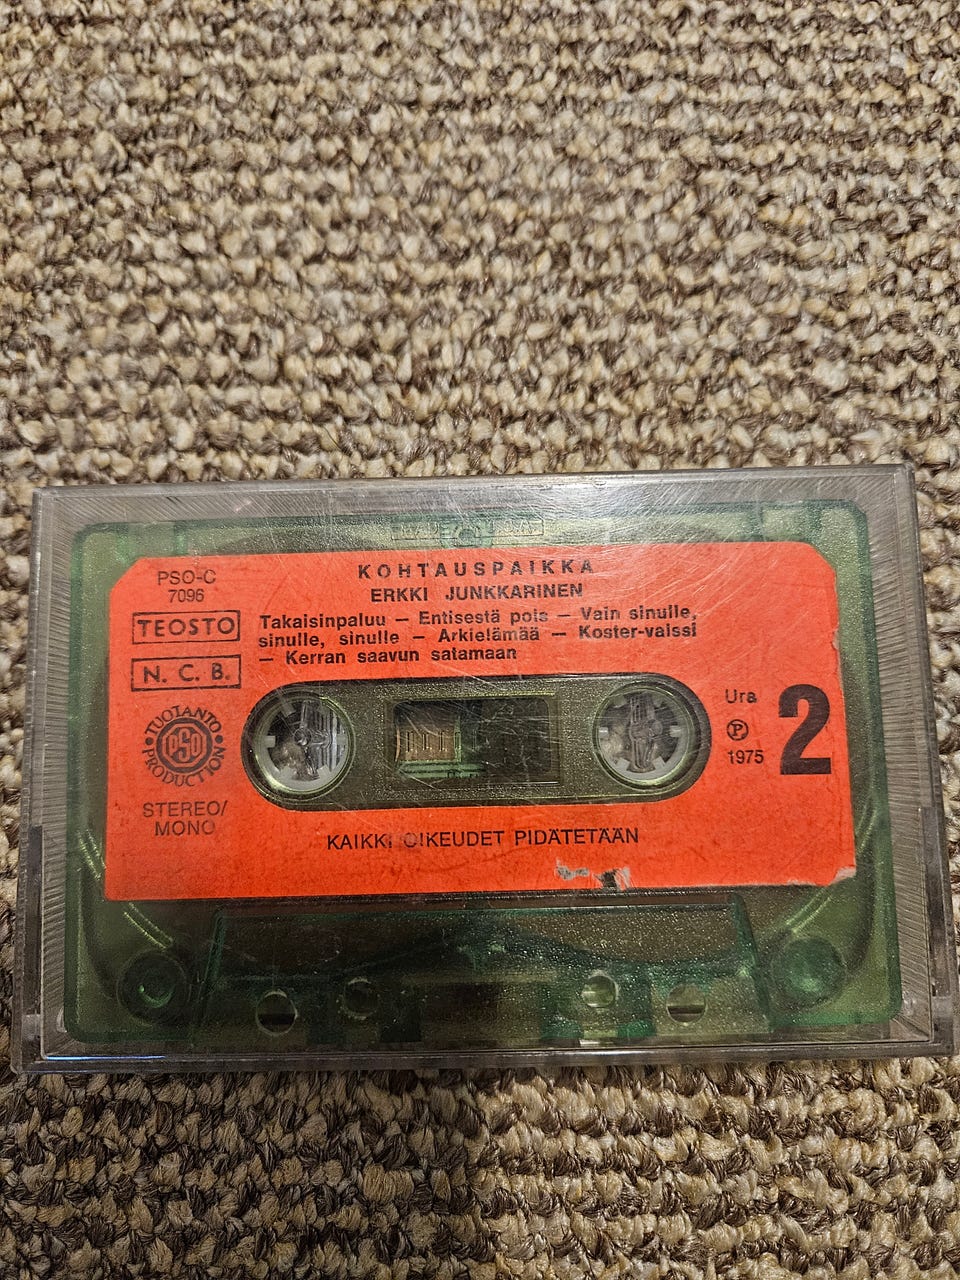 KOHTAUSPAIKKA
ERKKI JUNKKARINEN
PSO-C
7096
TEOSTO
N. C. B.
Takaisinpaluu — Entisestä pois — Vain sinulle,
sinulle, sinulle — Arkielämää — Koster-vaissi
— Kerran saavun satamaan
TUOTANTO
PSO
PRODUCTION
STEREO/
MONO
Ura
2
Ⓟ
1975
KAIKKI OIKEUDET PIDÄTETÄÄN